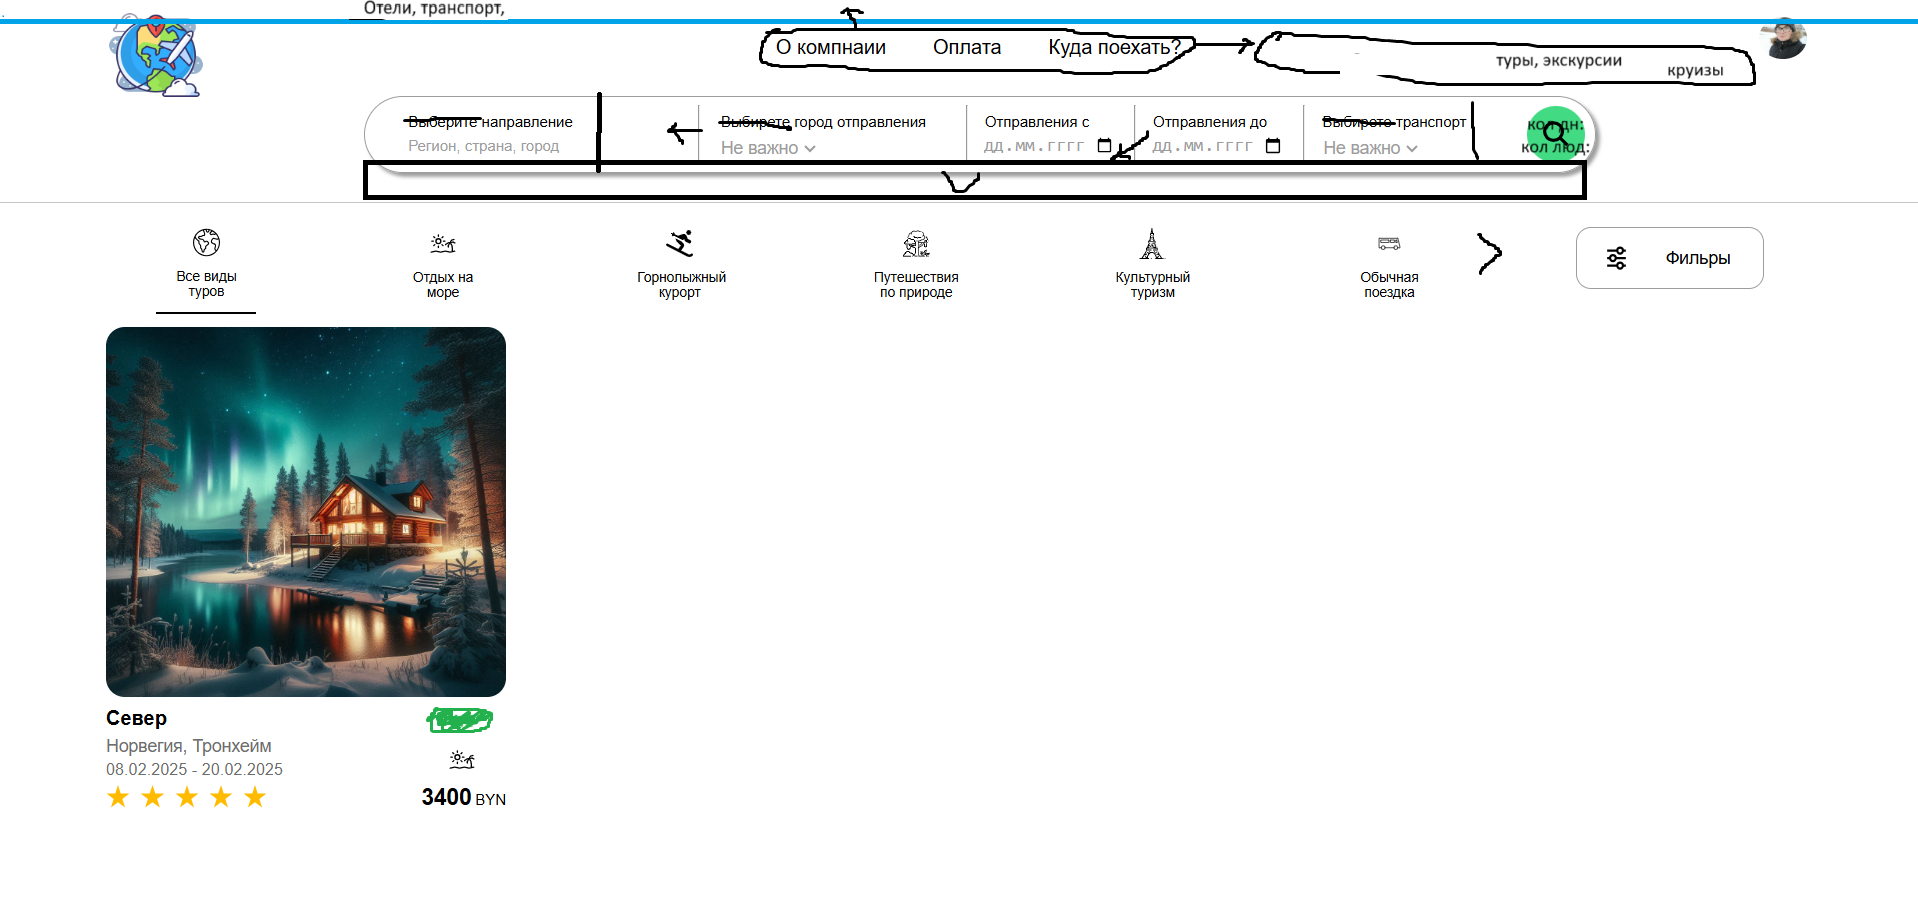 Отели, транспорт,
О компнаии Оплата Куда поехать?
туры, экскурсии
круизы
Выберите направление
Регион, страна, город
Выбирете город отправления
Не важно
Отправления с
дд.мм.гггг
Отправления до
дд.мм.гггг
Выбирете транспорт
Не важно
кол дн:
кол люд:
Все виды
туров
Отдых на
море
Горнолыжный
курорт
Путешествия
по природе
Культурный
туризм
Обычная
поездка
Фильры
Север
Норвегия, Тронхейм
08.02.2025 - 20.02.2025
3400 BYN